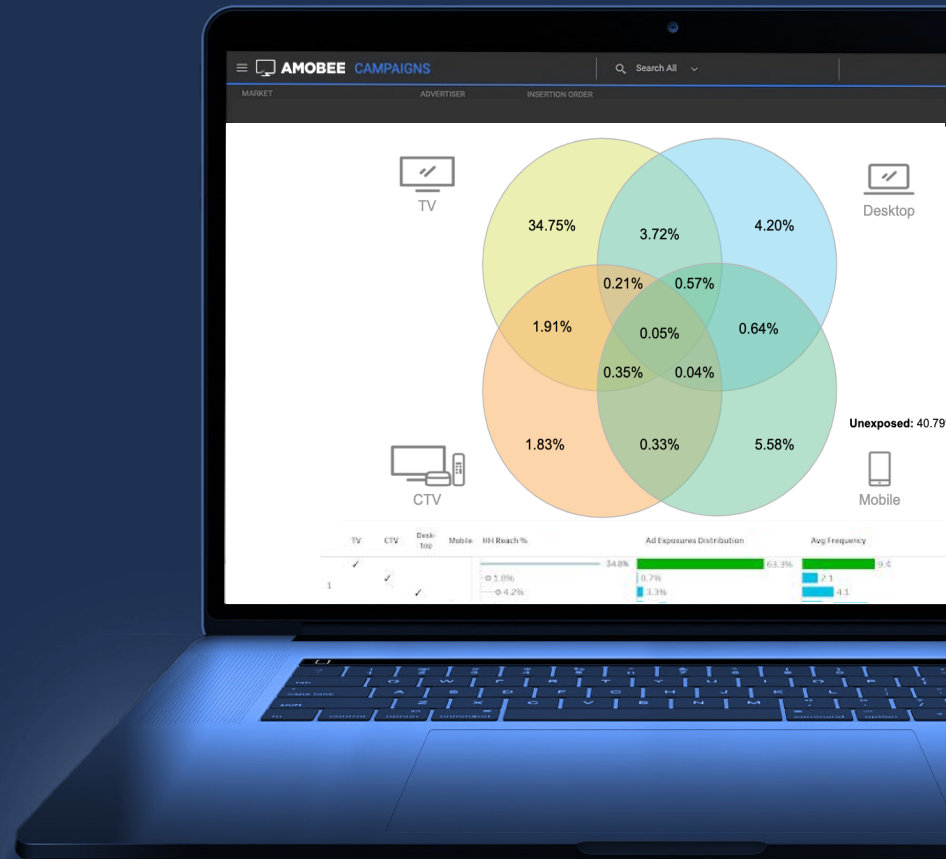 AMOBEE CAMPAIGNS
Search All
MARKET ADVERTISER INSERTION ORDER
TV
Desktop
34.75%
3.72%
4.20%
0.21%
0.57%
1.91%
0.05%
0.64%
0.35%
0.04%
Unexposed: 40.79
1.83%
0.33%
5.58%
CTV
Mobile
TV CTV Desk-top Mobile HH Reach % Ad Exposures Distribution Avg Frequency
34.8% 63.3% 9.4
1 1.8% 0.7% 2.1
4.2% 3.3% 4.1